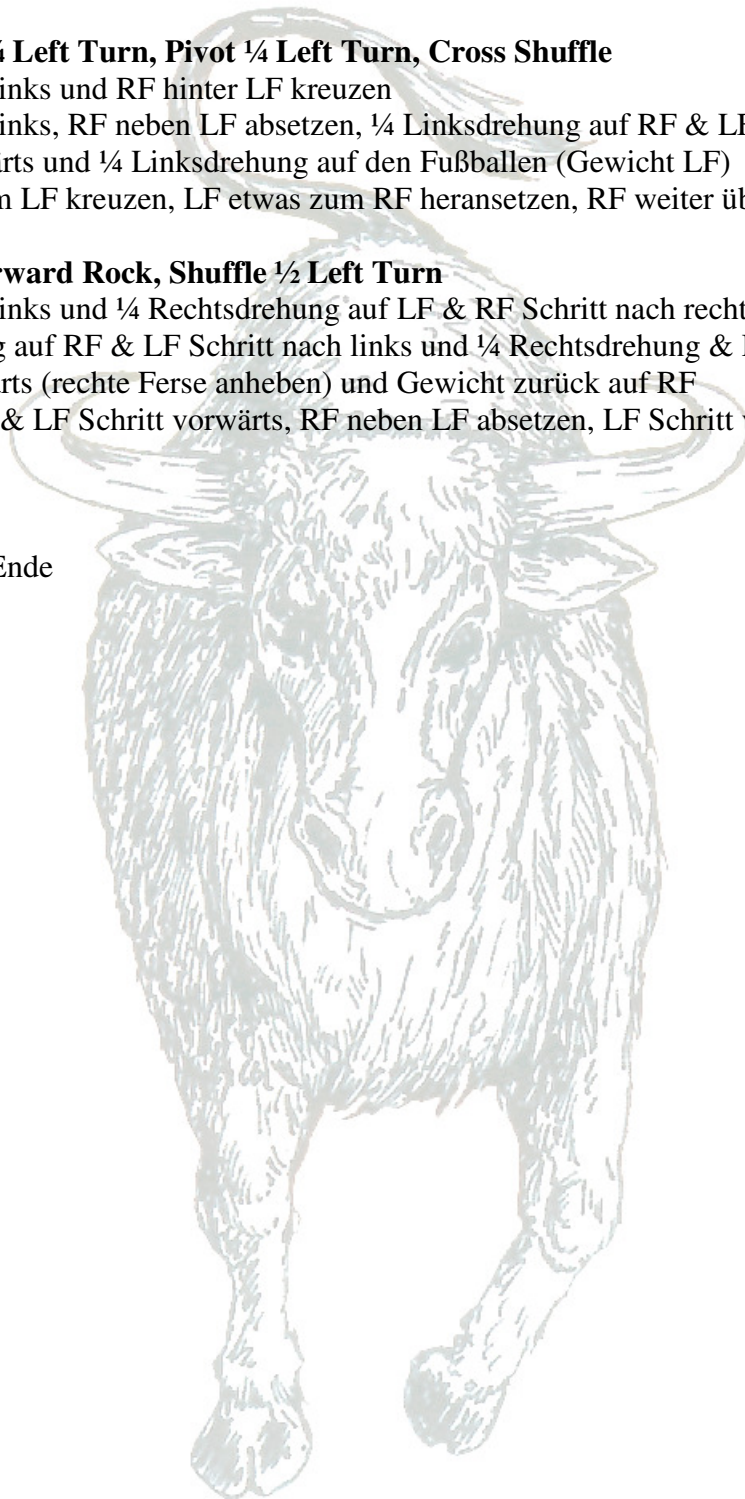 ¼ Left Turn, Pivot ¼ Left Turn, Cross Shuffle
inks und RF hinter LF kreuzen
inks, RF neben LF absetzen, ¼ Linksdrehung auf RF & LF
ärts und ¼ Linksdrehung auf den Fußballen (Gewicht LF)
m LF kreuzen, LF etwas zum RF heransetzen, RF weiter üb
rward Rock, Shuffle ½ Left Turn
inks und ¼ Rechtsdrehung auf LF & RF Schritt nach recht
g auf RF & LF Schritt nach links und ¼ Rechtsdrehung &
rts (rechte Ferse anheben) und Gewicht zurück auf RF
& LF Schritt vorwärts, RF neben LF absetzen, LF Schritt v
Ende